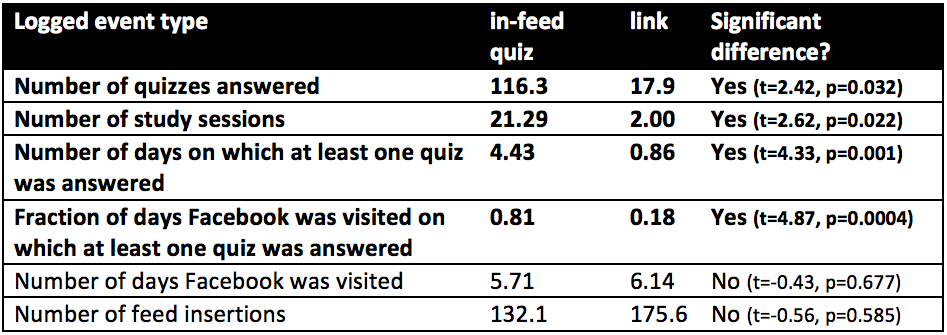 Logged event type in-feed quiz link Significant difference?
Number of quizzes answered 116.3 17.9 Yes (t=2.42, p=0.032)
Number of study sessions 21.29 2.00 Yes (t=2.62, p=0.022)
Number of days on which at least one quiz was answered 4.43 0.86 Yes (t=4.33, p=0.001)
Fraction of days Facebook was visited on which at least one quiz was answered 0.81 0.18 Yes (t=4.87, p=0.0004)
Number of days Facebook was visited 5.71 6.14 No (t=-0.43, p=0.677)
Number of feed insertions 132.1 175.6 No (t=-0.56, p=0.585)